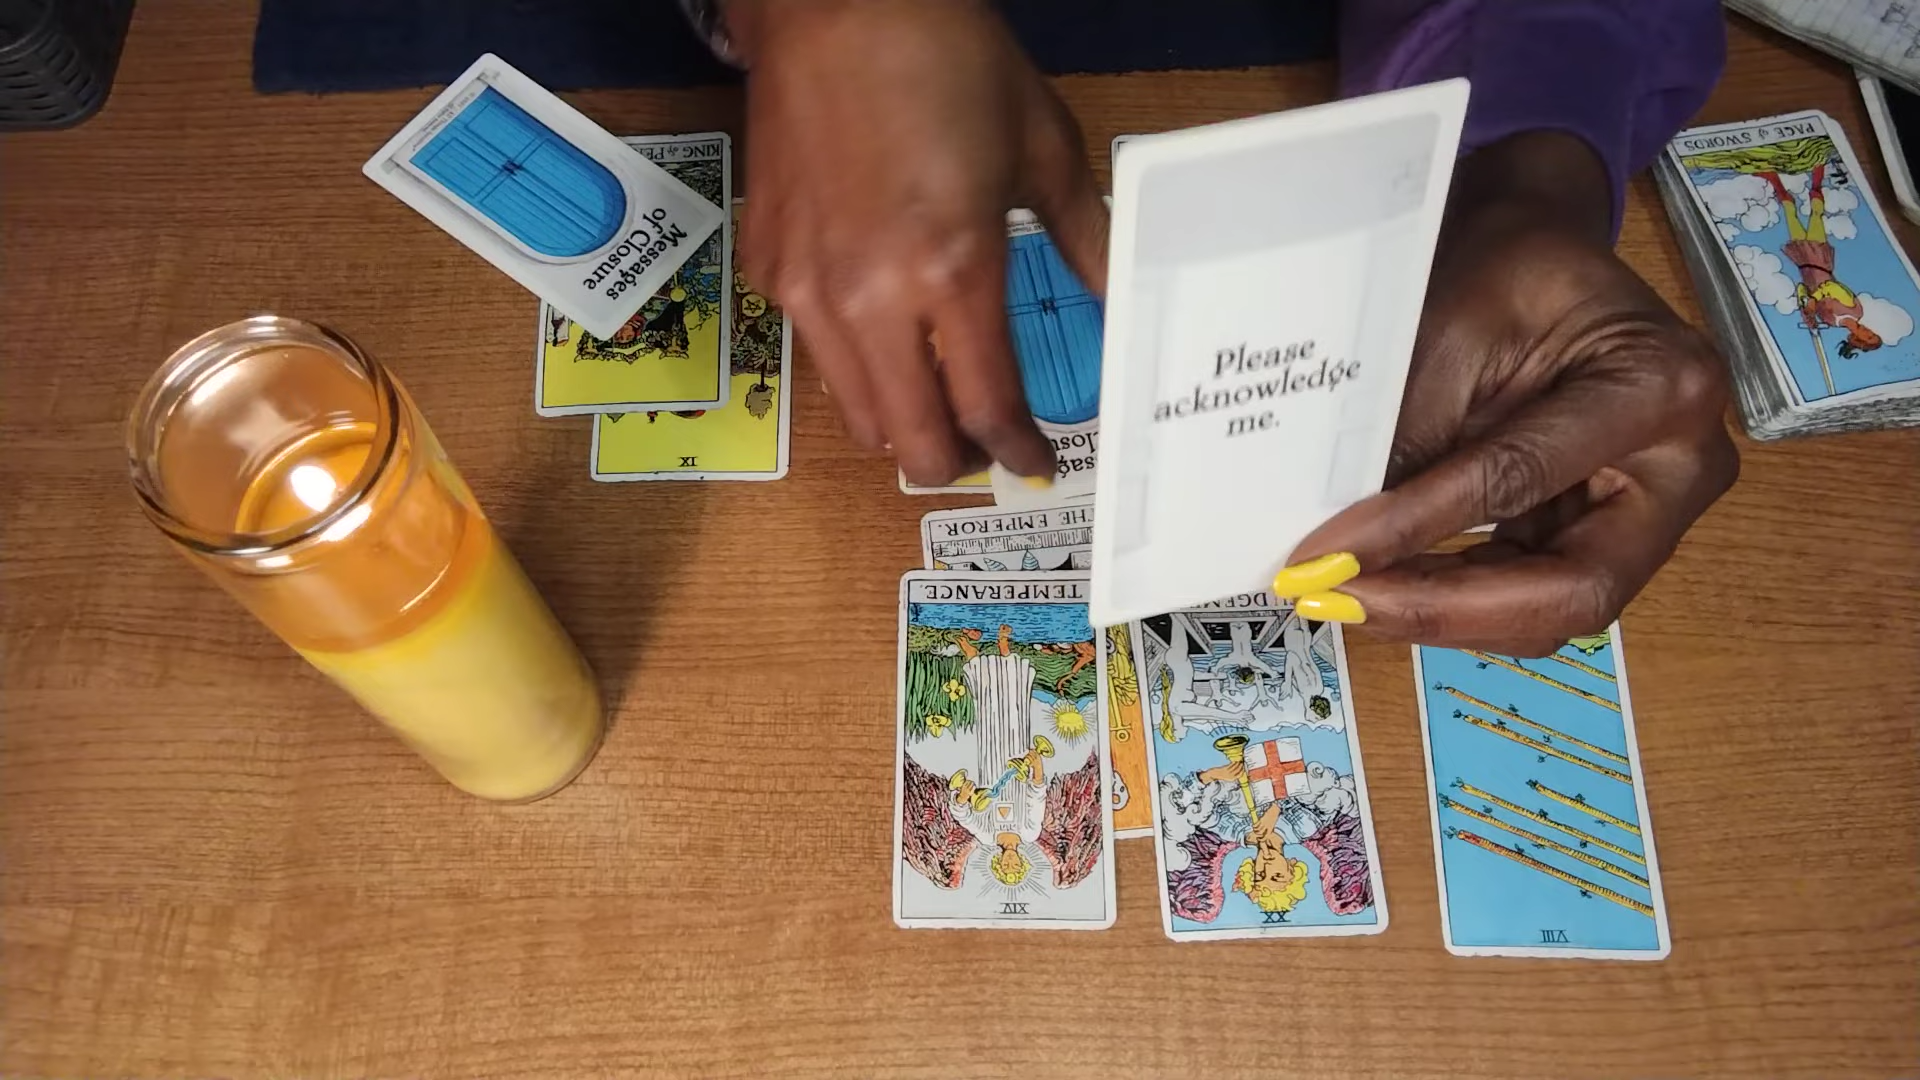 KING of PE
Messages
of Closure
IX
THE EMPEROR.
TEMPERANCE.
XIV
Please
acknowledge
me.
JUDGEM
XX
VIII
PAGE of SWORDS.